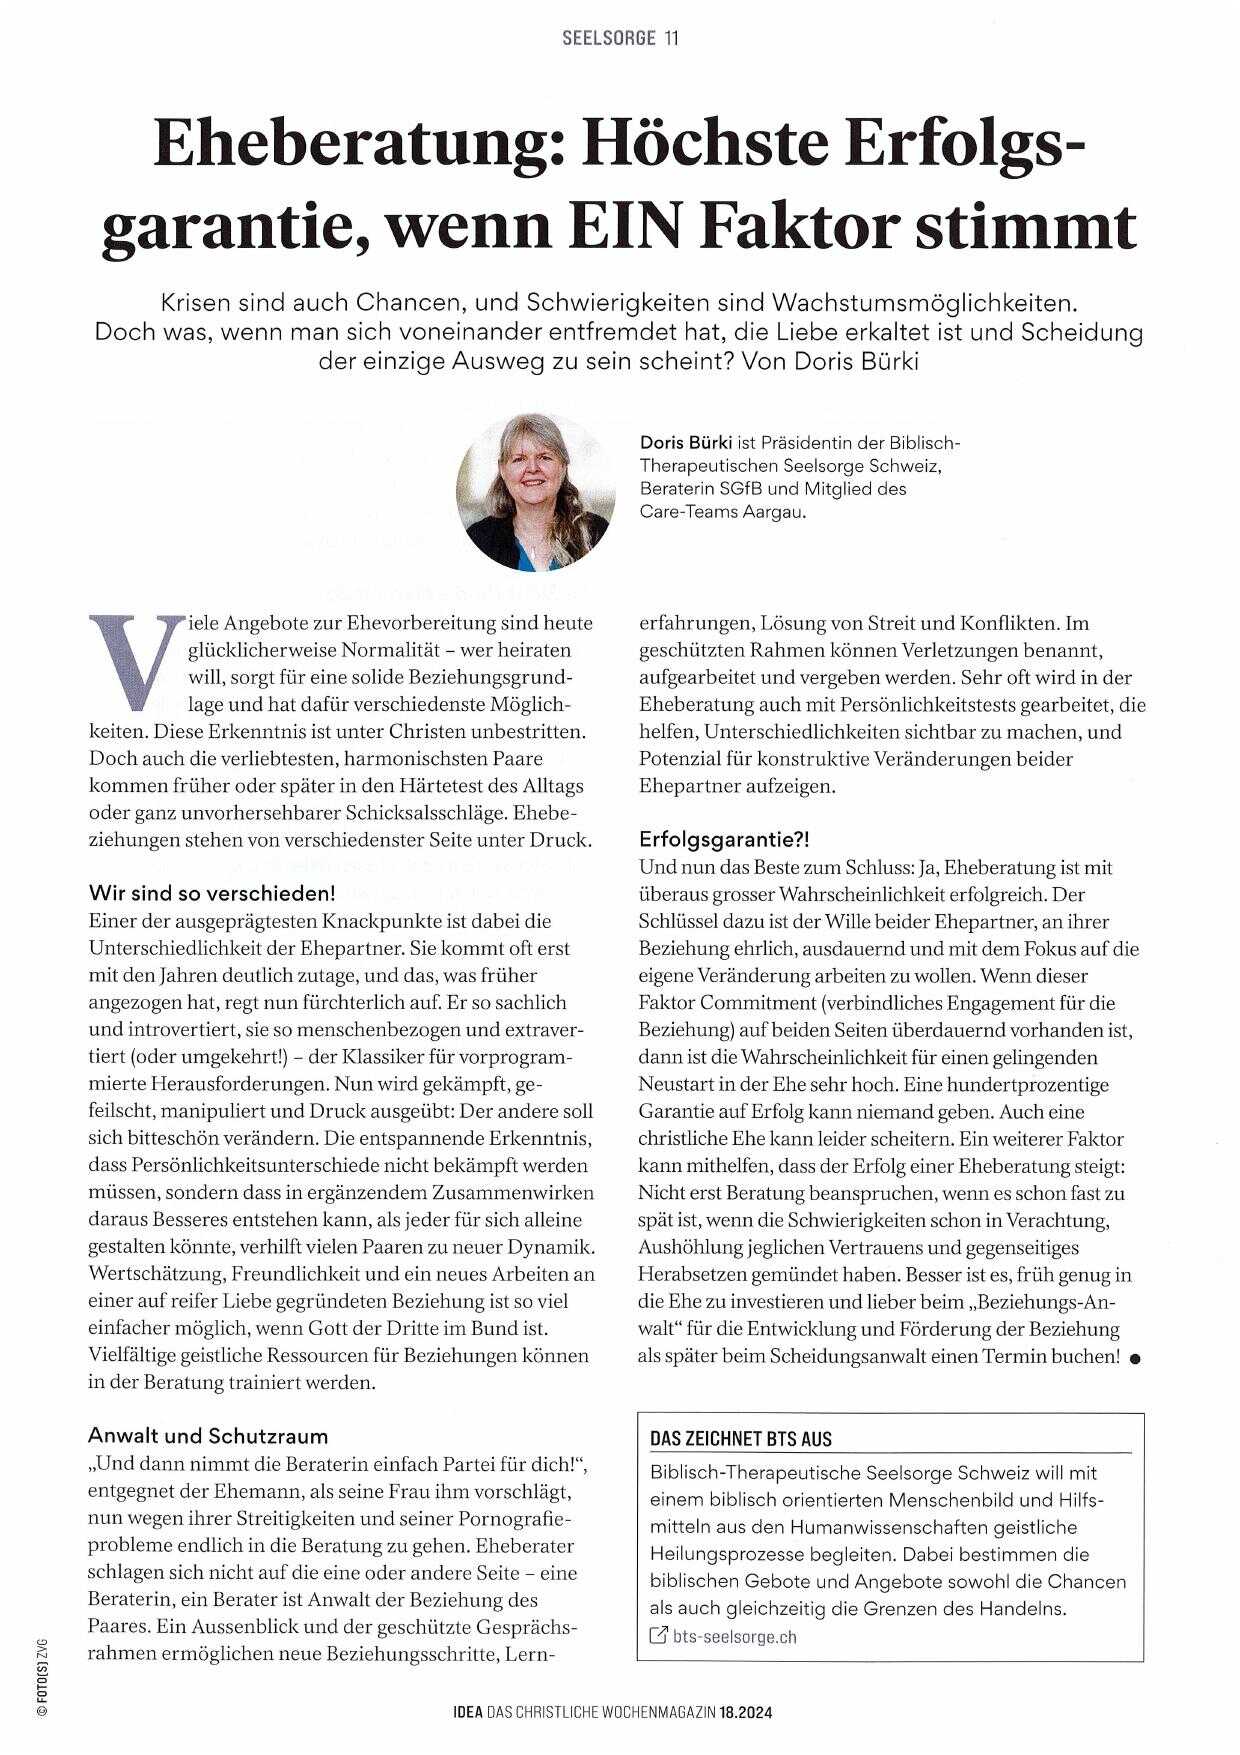 SEELSORGE 11
Eheberatung: Höchste Erfolgs-
garantie, wenn EIN Faktor stimmt
Krisen sind auch Chancen, und Schwierigkeiten sind Wachstumsmöglichkeiten.
Doch was, wenn man sich voneinander entfremdet hat, die Liebe erkaltet ist und Scheidung
der einzige Ausweg zu sein scheint? Von Doris Bürki
Doris Bürki ist Präsidentin der Biblisch-
Therapeutischen Seelsorge Schweiz,
Beraterin SGfB und Mitglied des
Care-Teams Aargau.
Viele Angebote zur Ehevorbereitung sind heute
glücklicherweise Normalität – wer heiraten
will, sorgt für eine solide Beziehungsgrund-
lage und hat dafür verschiedenste Möglich-
keiten. Diese Erkenntnis ist unter Christen unbestritten.
Doch auch die verliebtesten, harmonischsten Paare
kommen früher oder später in den Härtetest des Alltags
oder ganz unvorhersehbarer Schicksalsschläge. Ehebe-
ziehungen stehen von verschiedenster Seite unter Druck.
Wir sind so verschieden!
Einer der ausgeprägtesten Knackpunkte ist dabei die
Unterschiedlichkeit der Ehepartner. Sie kommt oft erst
mit den Jahren deutlich zutage, und das, was früher
angezogen hat, regt nun fürchterlich auf. Er so sachlich
und introvertiert, sie so menschenbezogen und extraver-
tiert (oder umgekehrt!) – der Klassiker für vorprogram-
mierte Herausforderungen. Nun wird gekämpft, ge-
feilscht, manipuliert und Druck ausgeübt: Der andere soll
sich bitteschön verändern. Die entspannende Erkenntnis,
dass Persönlichkeitsunterschiede nicht bekämpft werden
müssen, sondern dass in ergänzendem Zusammenwirken
daraus Besseres entstehen kann, als jeder für sich alleine
gestalten könnte, verhilft vielen Paaren zu neuer Dynamik.
Wertschätzung, Freundlichkeit und ein neues Arbeiten an
einer auf reifer Liebe gegründeten Beziehung ist so viel
einfacher möglich, wenn Gott der Dritte im Bund ist.
Vielfältige geistliche Ressourcen für Beziehungen können
in der Beratung trainiert werden.
Anwalt und Schutzraum
„Und dann nimmt die Beraterin einfach Partei für dich!“,
entgegnet der Ehemann, als seine Frau ihm vorschlägt,
nun wegen ihrer Streitigkeiten und seiner Pornografie-
probleme endlich in die Beratung zu gehen. Eheberater
schlagen sich nicht auf die eine oder andere Seite – eine
Beraterin, ein Berater ist Anwalt der Beziehung des
Paares. Ein Aussenblick und der geschützte Gesprächs-
rahmen ermöglichen neue Beziehungsschritte, Lern-
erfahrungen, Lösung von Streit und Konflikten. Im
geschützten Rahmen können Verletzungen benannt,
aufgearbeitet und vergeben werden. Sehr oft wird in der
Eheberatung auch mit Persönlichkeitstests gearbeitet, die
helfen, Unterschiedlichkeiten sichtbar zu machen, und
Potenzial für konstruktive Veränderungen beider
Ehepartner aufzeigen.
Erfolgsgarantie?!
Und nun das Beste zum Schluss: Ja, Eheberatung ist mit
überaus grosser Wahrscheinlichkeit erfolgreich. Der
Schlüssel dazu ist der Wille beider Ehepartner, an ihrer
Beziehung ehrlich, ausdauernd und mit dem Fokus auf die
eigene Veränderung arbeiten zu wollen. Wenn dieser
Faktor Commitment (verbindliches Engagement für die
Beziehung) auf beiden Seiten überdauernd vorhanden ist,
dann ist die Wahrscheinlichkeit für einen gelingenden
Neustart in der Ehe sehr hoch. Eine hundertprozentige
Garantie auf Erfolg kann niemand geben. Auch eine
christliche Ehe kann leider scheitern. Ein weiterer Faktor
kann mithelfen, dass der Erfolg einer Eheberatung steigt:
Nicht erst Beratung beanspruchen, wenn es schon fast zu
spät ist, wenn die Schwierigkeiten schon in Verachtung,
Aushöhlung jeglichen Vertrauens und gegenseitiges
Herabsetzen gemündet haben. Besser ist es, früh genug in
die Ehe zu investieren und lieber beim „Beziehungs-An-
walt“ für die Entwicklung und Förderung der Beziehung
als später beim Scheidungsanwalt einen Termin buchen! ●
DAS ZEICHNET BTS AUS
Biblisch-Therapeutische Seelsorge Schweiz will mit
einem biblisch orientierten Menschenbild und Hilfs-
mitteln aus den Humanwissenschaften geistliche
Heilungsprozesse begleiten. Dabei bestimmen die
biblischen Gebote und Angebote sowohl die Chancen
als auch gleichzeitig die Grenzen des Handelns.
bts-seelsorge.ch
© FOTO(S) ZVG
IDEA DAS CHRISTLICHE WOCHENMAGAZIN 18.2024